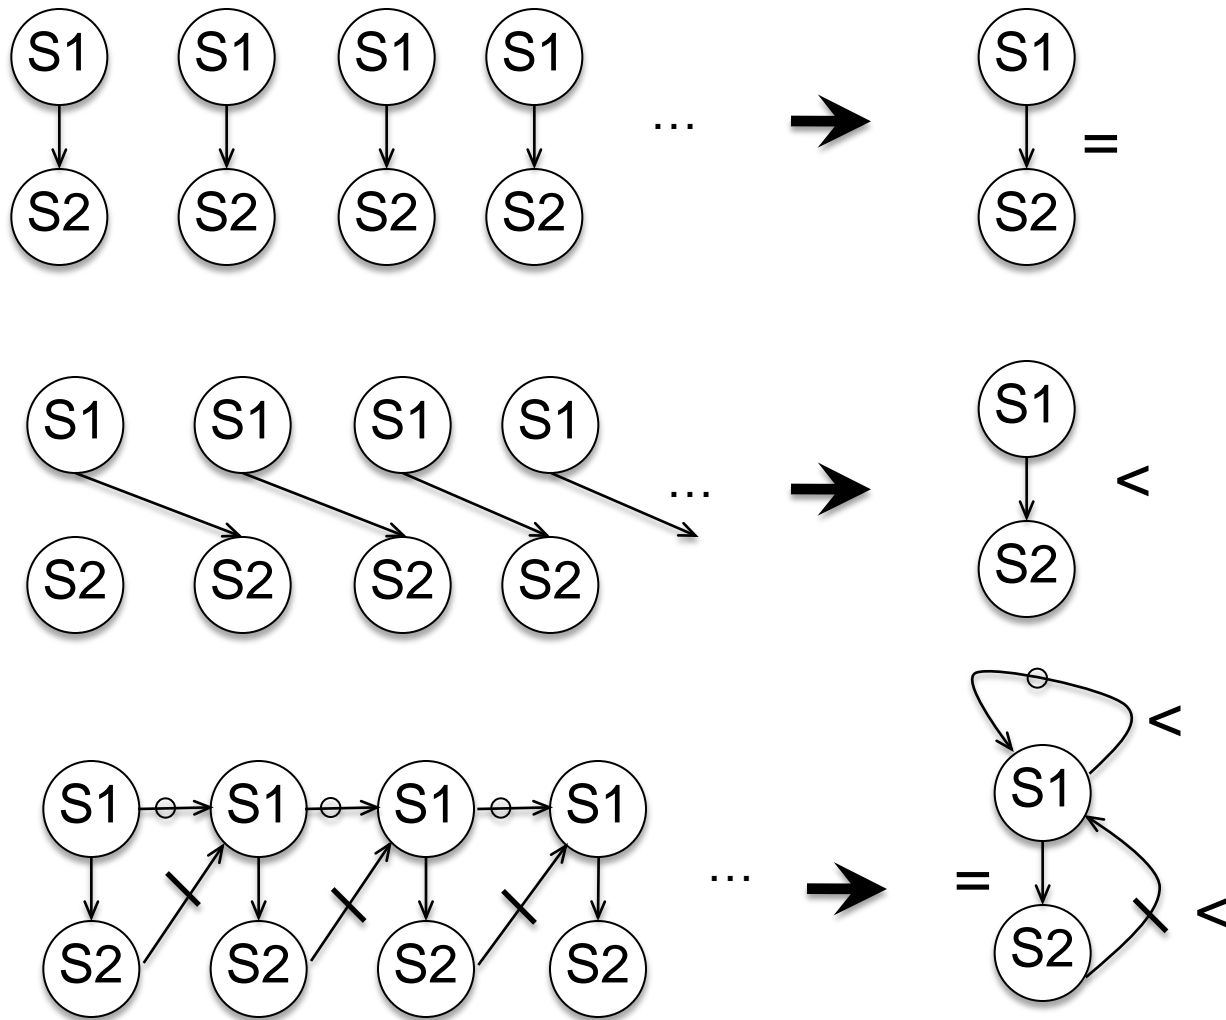 S1 S1 S1 S1 S1
... =
S2 S2 S2 S2 S2
S1 S1 S1 S1 S1
... <
S2 S2 S2 S2 S2
<
S1 S1 S1 S1 S1
... = <
S2 S2 S2 S2 S2